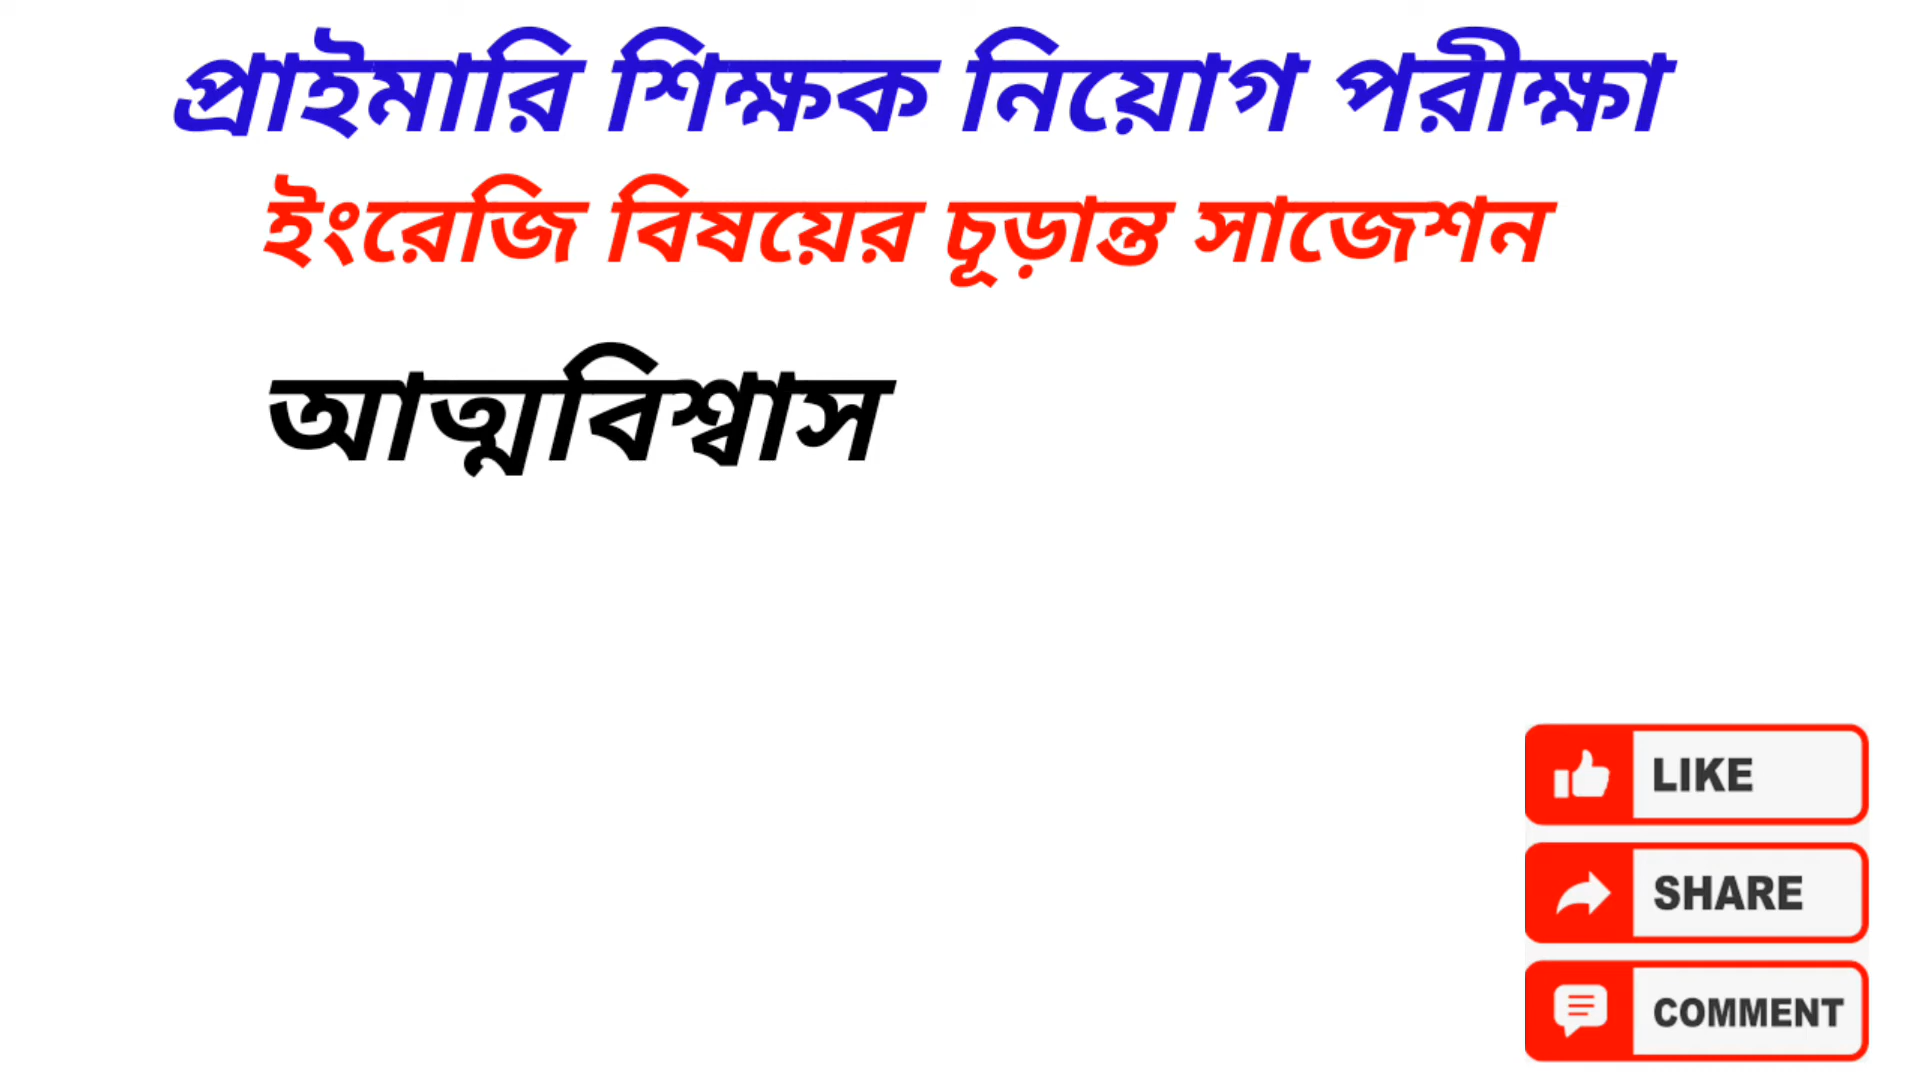 প্রাইমারি শিক্ষক নিয়োগ পরীক্ষা
ইংরেজি বিষয়ের চূড়ান্ত সাজেশন
আত্মবিশ্বাস
LIKE
SHARE
COMMENT